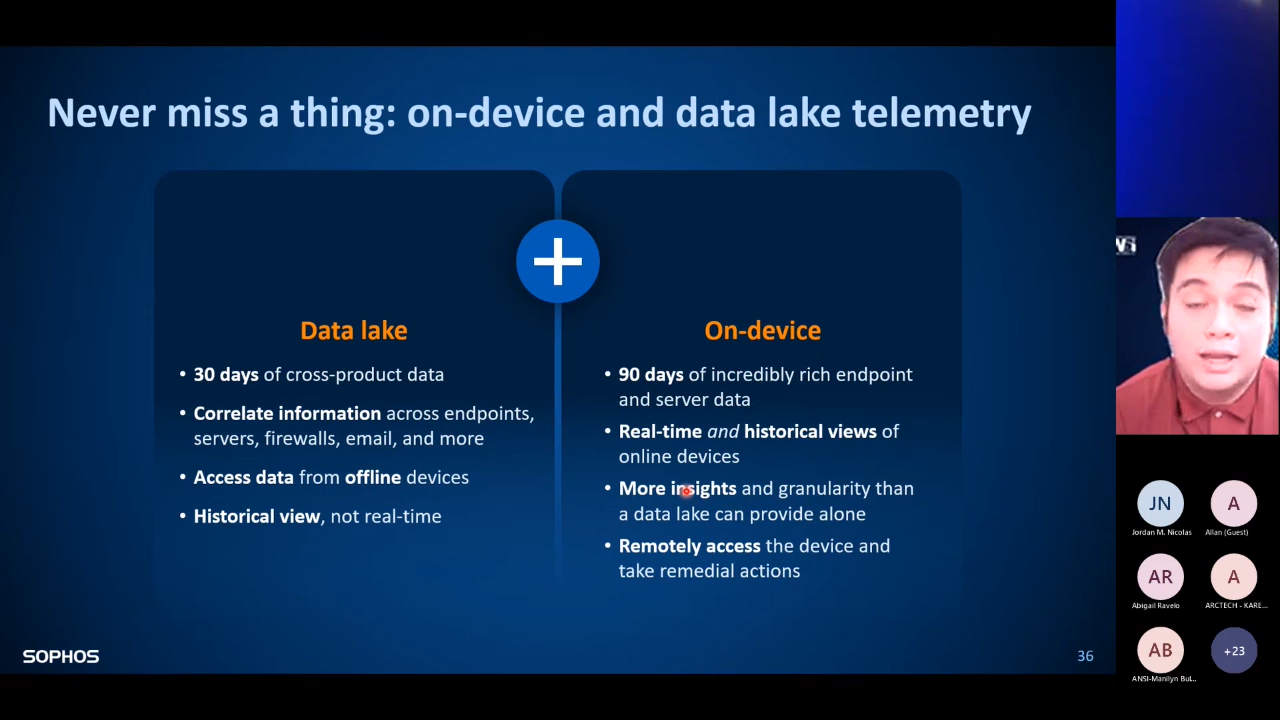 Never miss a thing: on-device and data lake telemetry
Data lake
• 30 days of cross-product data
• Correlate information across endpoints,
servers, firewalls, email, and more
• Access data from offline devices
• Historical view, not real-time
On-device
• 90 days of incredibly rich endpoint
and server data
• Real-time and historical views of
online devices
• More insights and granularity than
a data lake can provide alone
• Remotely access the device and
take remedial actions
SOPHOS
36
JN
Jordan M. Nicolas
A
Allan (Guest)
AR
Abigail Ravelo
A
ARCTECH - KARE...
AB
ANSI-Manilyn Bul...
+23